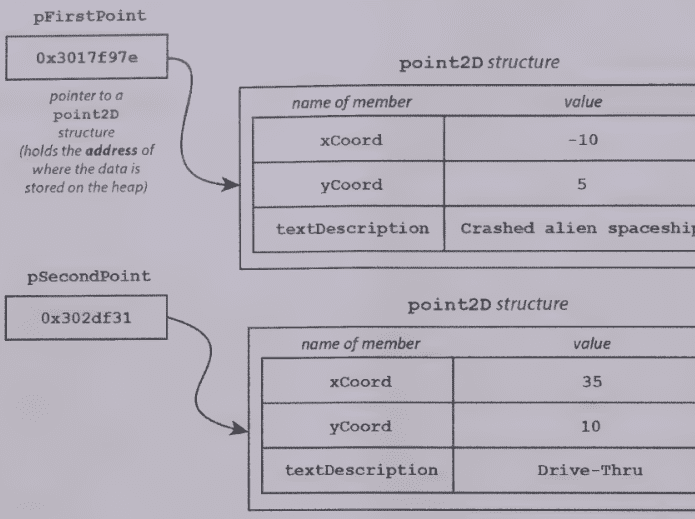 pFirstPoint
0x3017f97e
pointer to a
point2D
structure
(holds the address of
where the data is
stored on the heap)
point2D structure
name of member value
xCoord -10
yCoord 5
textDescription Crashed alien spaceship
pSecondPoint
0x302df31
point2D structure
name of member value
xCoord 35
yCoord 10
textDescription Drive-Thru